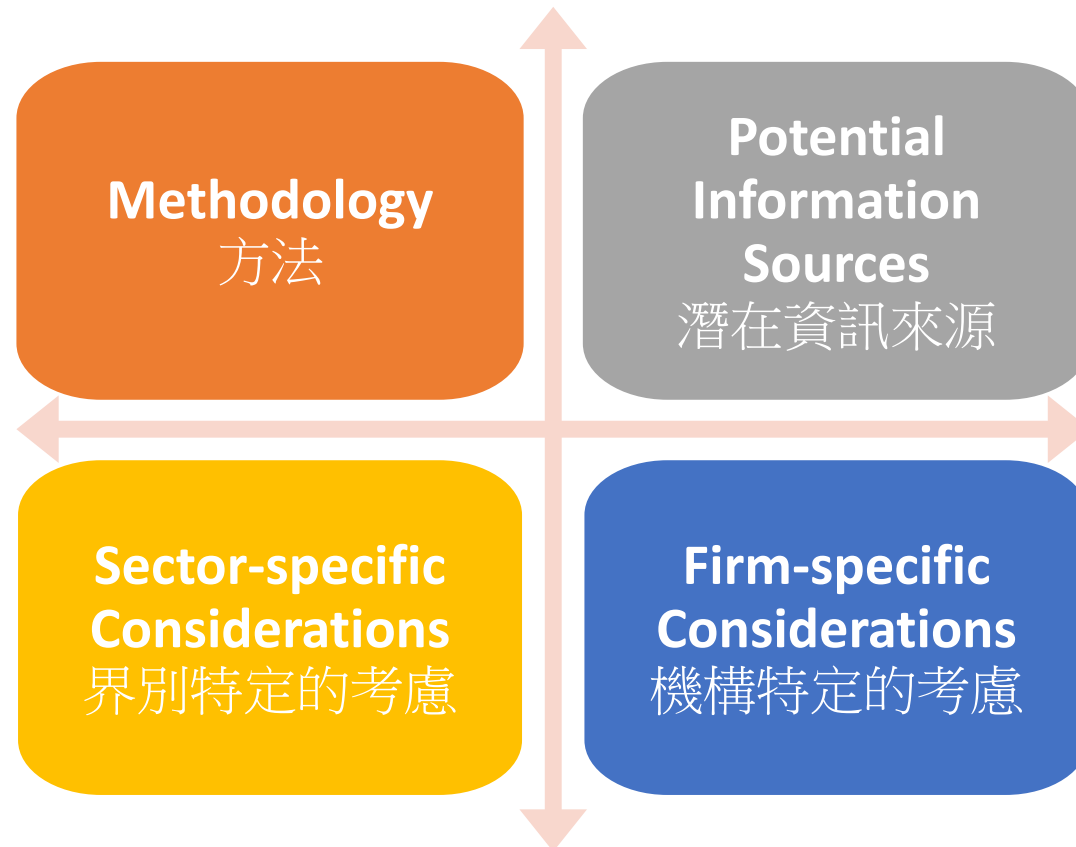 Methodology
方法
Potential
Information
Sources
潛在資訊來源
Sector-specific
Considerations
界別特定的考慮
Firm-specific
Considerations
機構特定的考慮